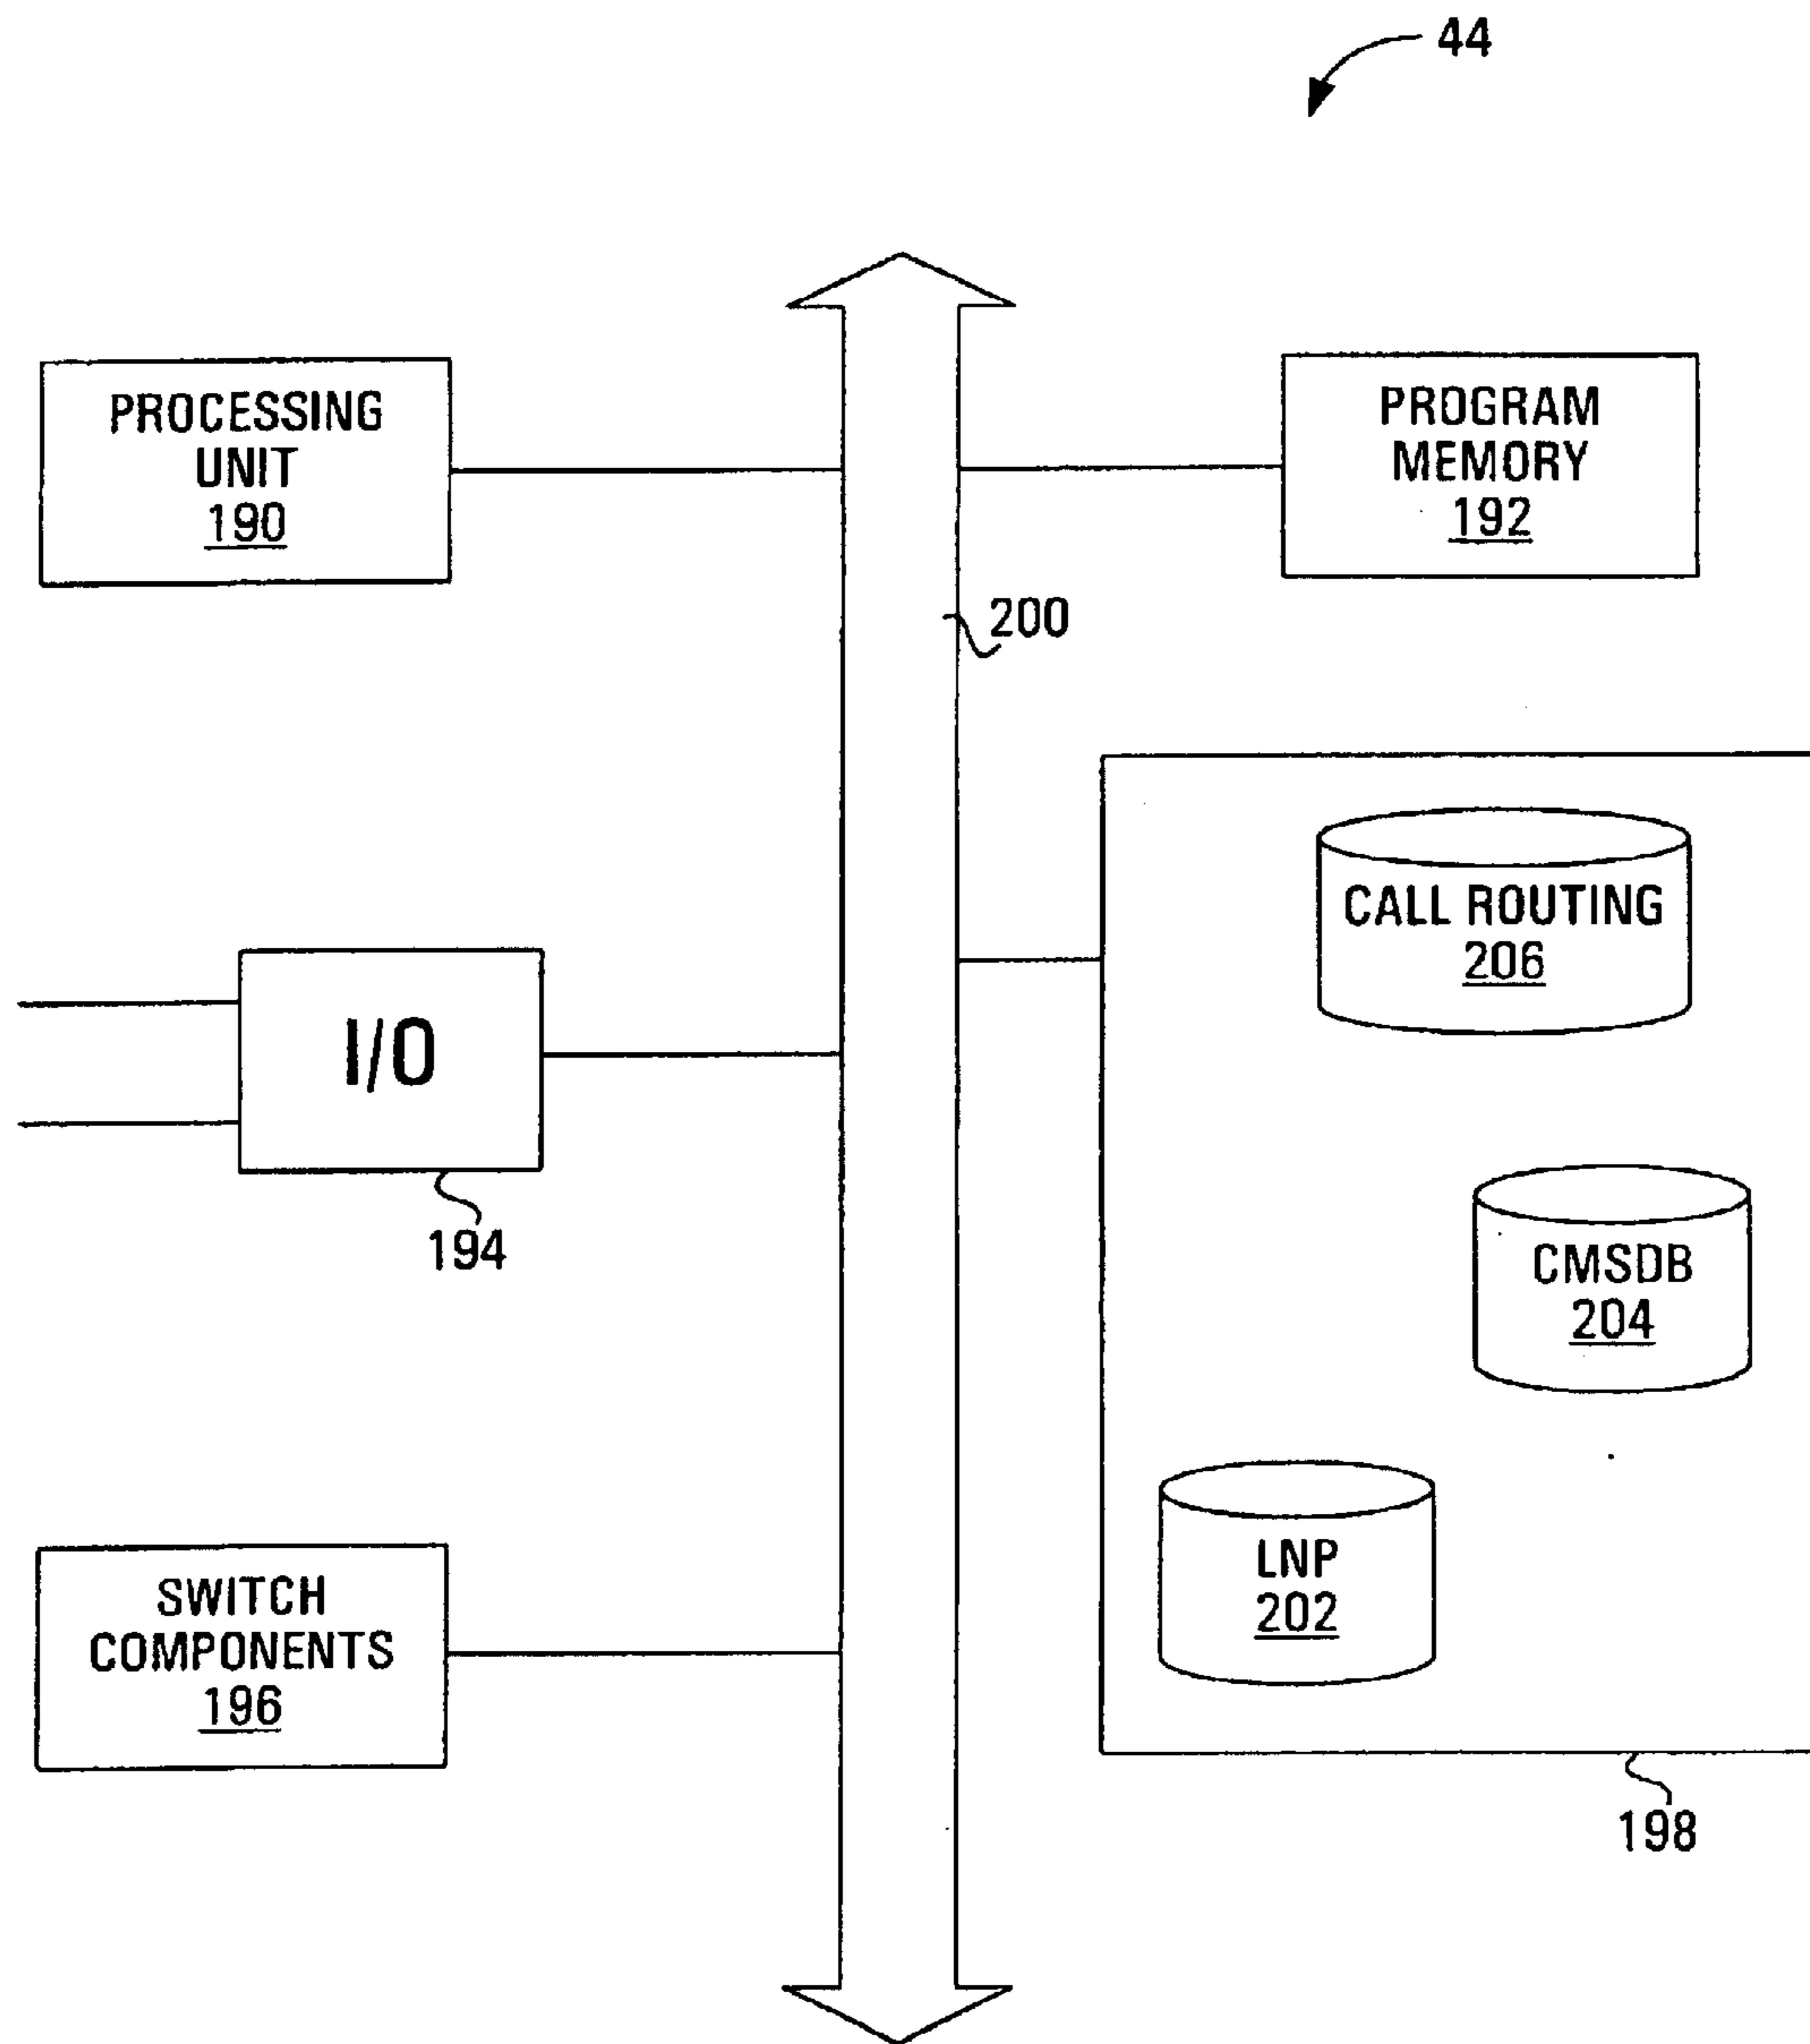 44
PROCESSING
UNIT
190
PROGRAM
MEMORY
192
200
CALL ROUTING
206
I/O
194
CMSDB
204
LNP
202
SWITCH
COMPONENTS
196
198